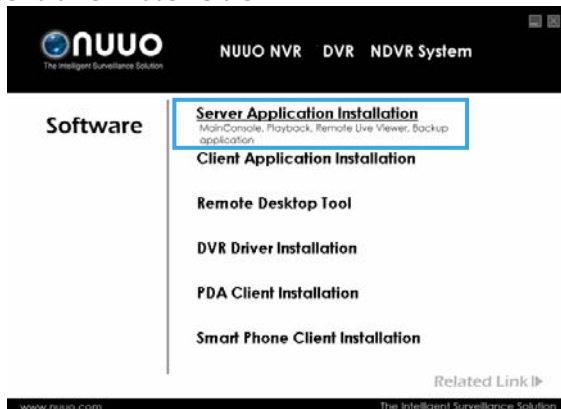 nuuo
The Intelligent Surveillance Solution
NUUO NVR DVR NDVR System
Software
Server Application Installation
MainConsole, Playback, Remote Live Viewer, Backup
application
Client Application Installation
Remote Desktop Tool
DVR Driver Installation
PDA Client Installation
Smart Phone Client Installation
Related Link
www.nuuo.com
The Intelligent Surveillance Solution